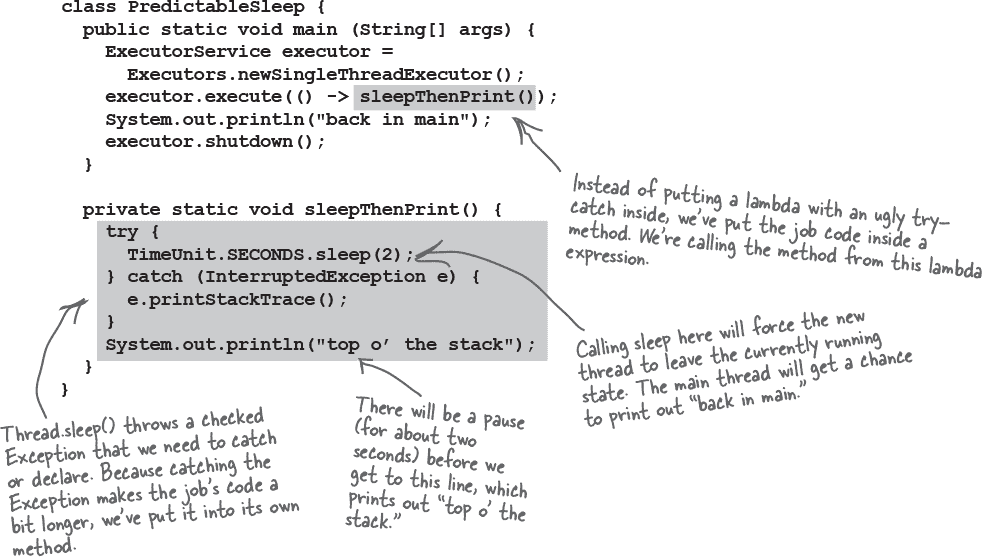 class PredictableSleep {
public static void main (String[] args) {
ExecutorService executor =
Executors.newSingleThreadExecutor();
executor.execute(() -> sleepThenPrint());
System.out.println("back in main");
executor.shutdown();
}
Instead of putting a lambda with an ugly try-
catch inside, we've put the job code inside a
method. We're calling the method from this lambda
expression.
private static void sleepThenPrint() {
try {
TimeUnit.SECONDS.sleep(2);
} catch (InterruptedException e) {
e.printStackTrace();
}
System.out.println("top o’ the stack");
}
}
Calling sleep here will force the new
thread to leave the currently running
state. The main thread will get a chance
to print out “back in main.”
Thread.sleep() throws a checked
Exception that we need to catch
or declare. Because catching the
Exception makes the job's code a
bit longer, we've put it into its own
method.
There will be a pause
(for about two
seconds) before we
get to this line, which
prints out “top o’ the
stack.”